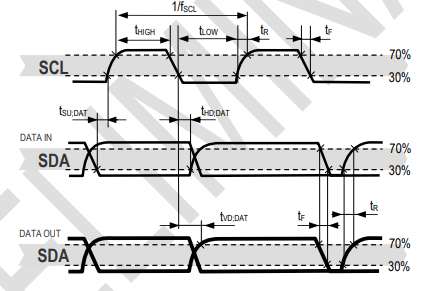 1/fSCL
tHIGH tLOW tR tF
SCL 70%
30%
tSU;DAT tHD;DAT
DATA IN
SDA 70%
30%
tVD;DAT tF tR
DATA OUT
SDA 70%
30%